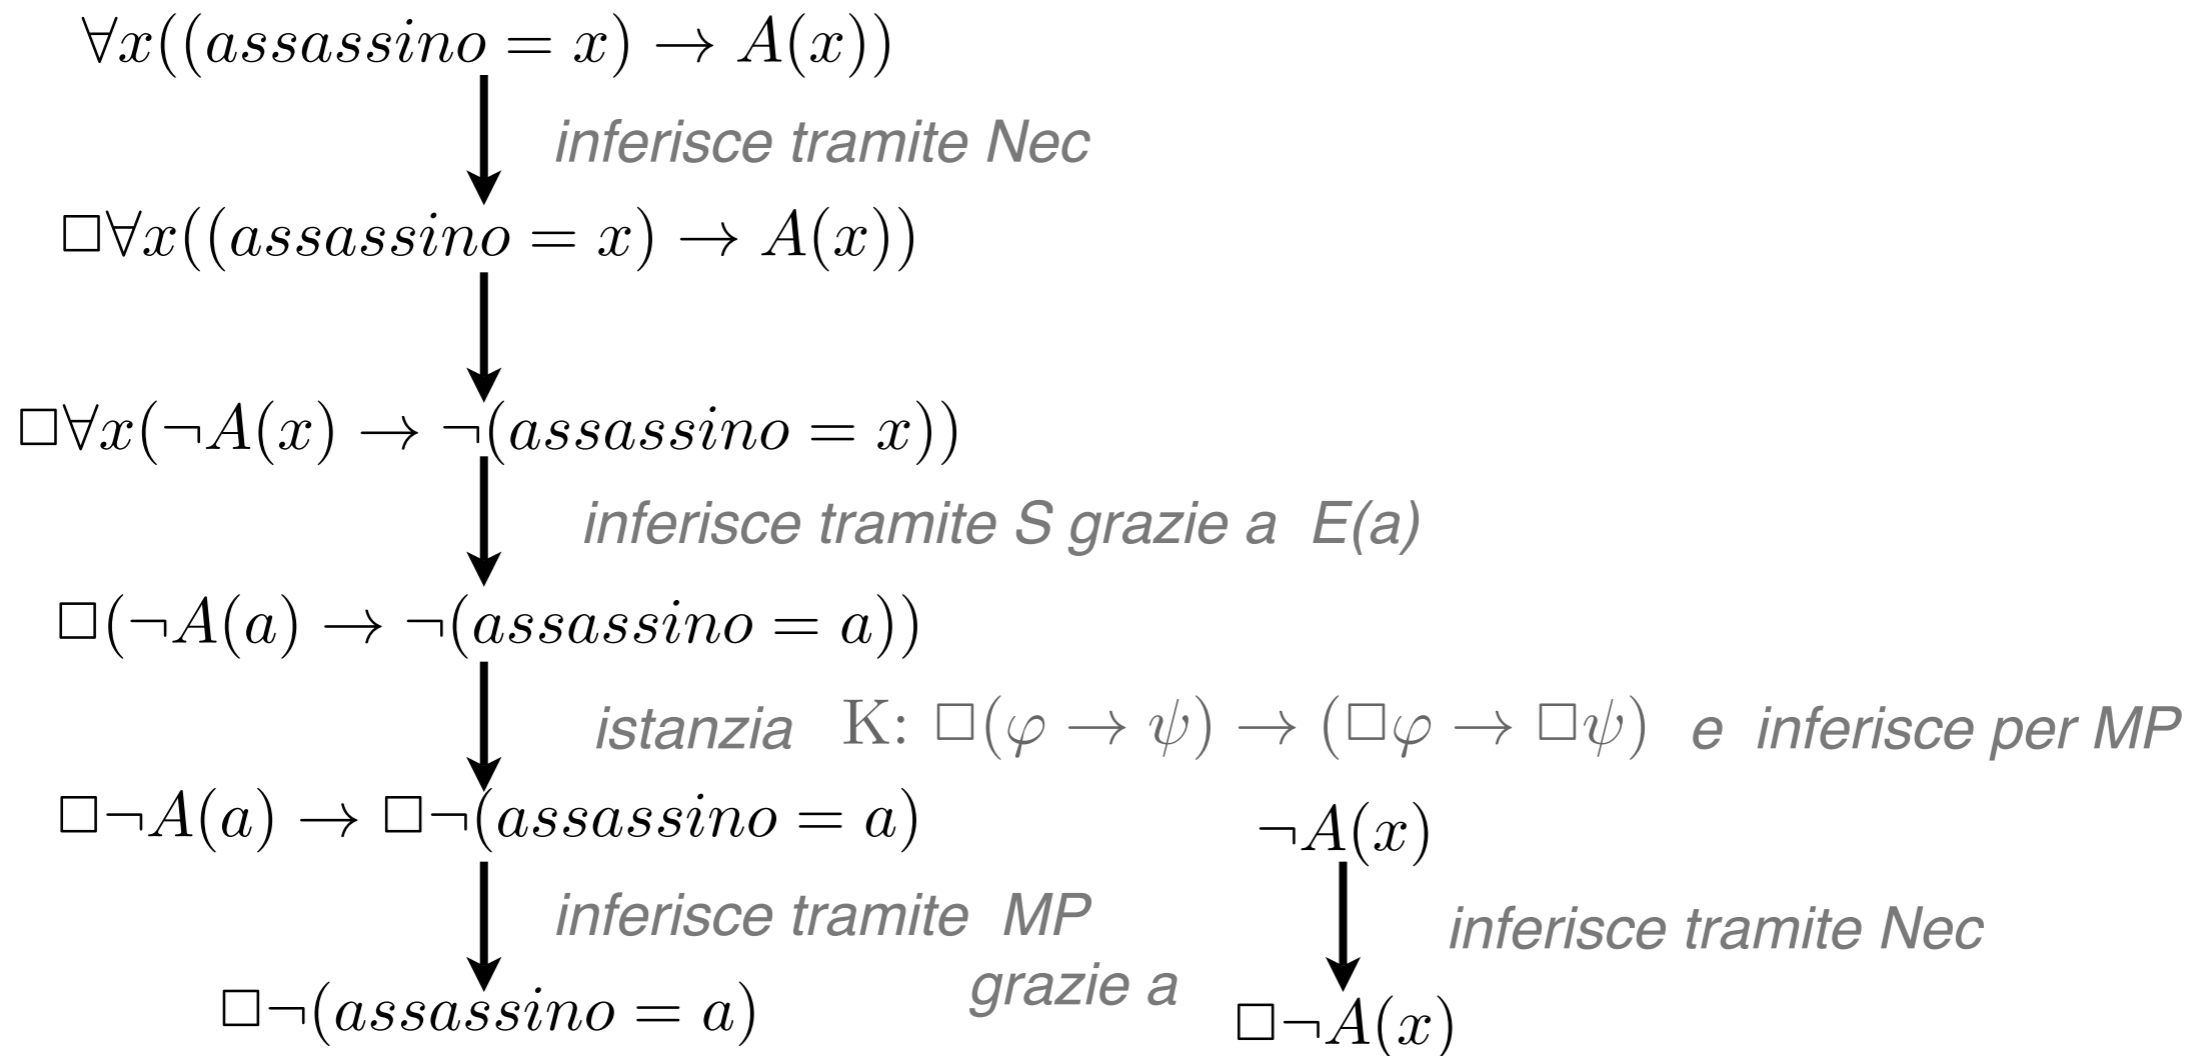 ∀x((assassino = x) → A(x))
inferisce tramite Nec
□∀x((assassino = x) → A(x))
□∀x(¬A(x) → ¬(assassino = x))
inferisce tramite S grazie a E(a)
□(¬A(a) → ¬(assassino = a))
istanzia K: □(φ → ψ) → (□φ → □ψ) e inferisce per MP
□¬A(a) → □¬(assassino = a)
¬A(x)
inferisce tramite MP
grazie a
inferisce tramite Nec
□¬(assassino = a)
□¬A(x)